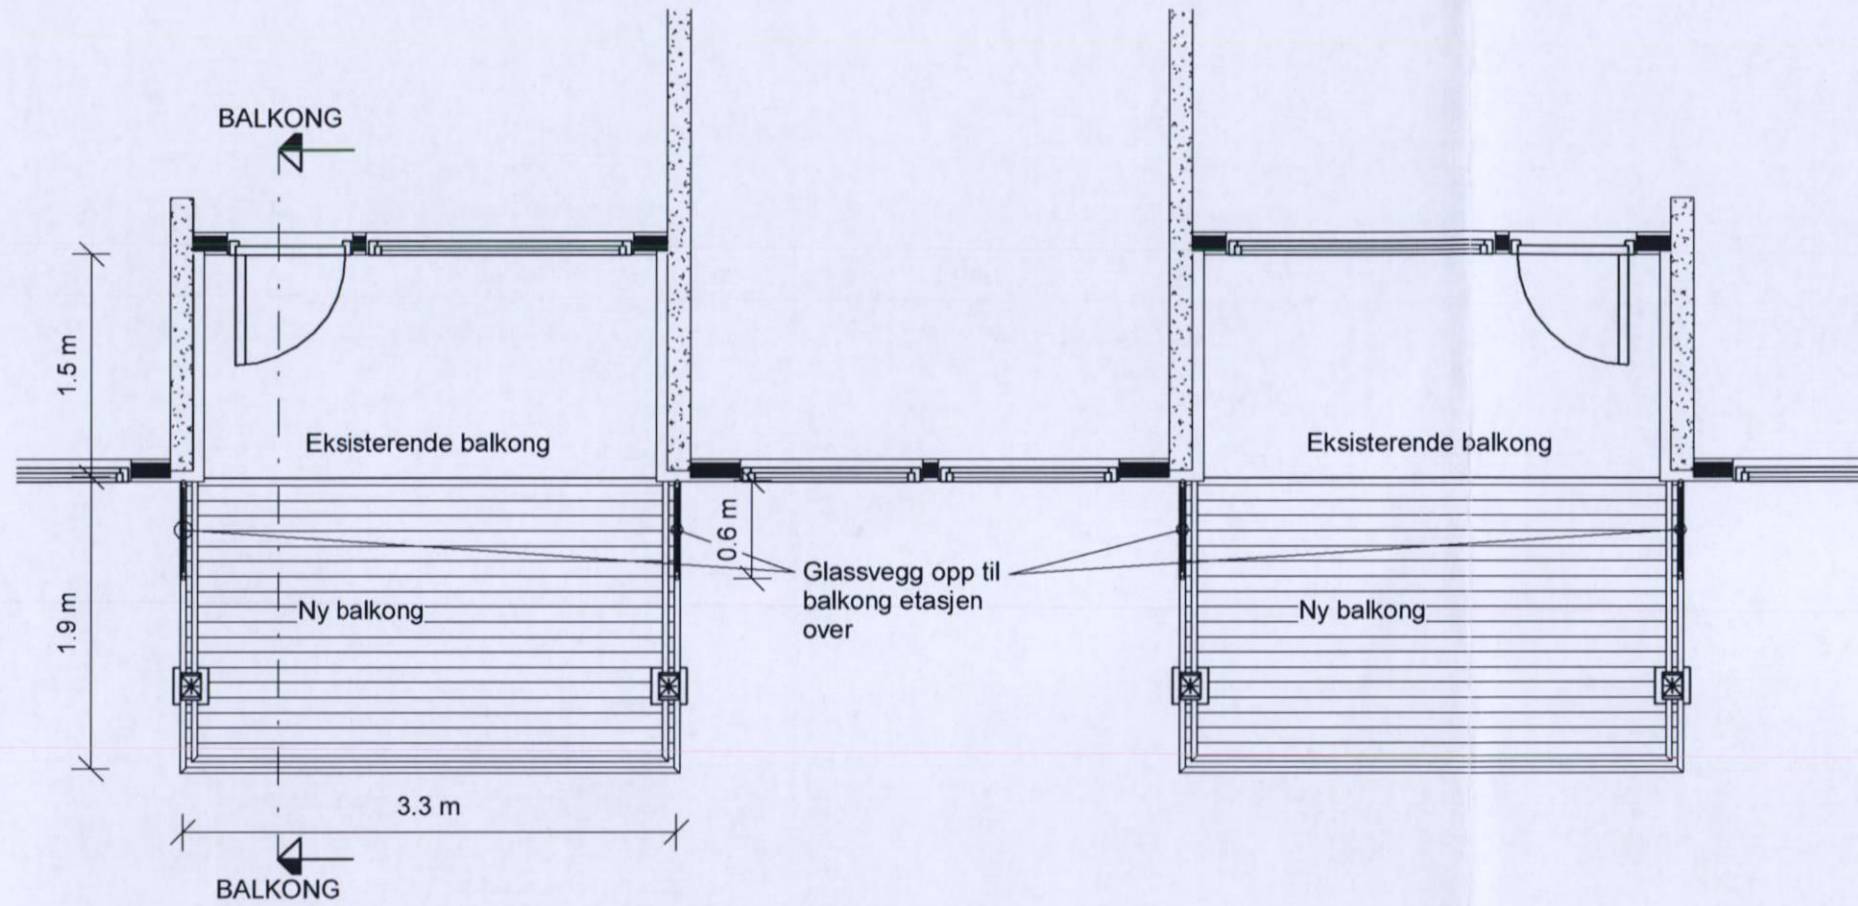 BALKONG
1.5 m
Eksisterende balkong
Eksisterende balkong
0.6 m
Glassvegg opp til
balkong etasjen
over
1.9 m
Ny balkong
Ny balkong
3.3 m
BALKONG